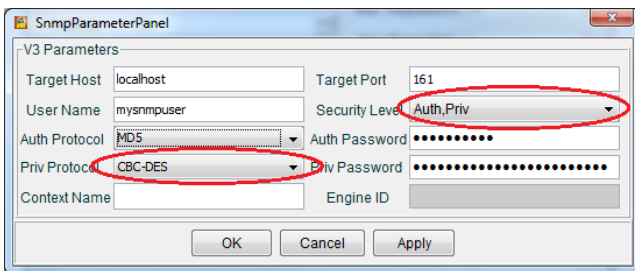 SnmpParameterPanel
V3 Parameters
Target Host localhost Target Port 161
User Name mysnmpuser Security Level Auth,Priv
Auth Protocol MD5 Auth Password ••••••••••
Priv Protocol CBC-DES Priv Password ••••••••••••••••••••••••
Context Name Engine ID
OK Cancel Apply